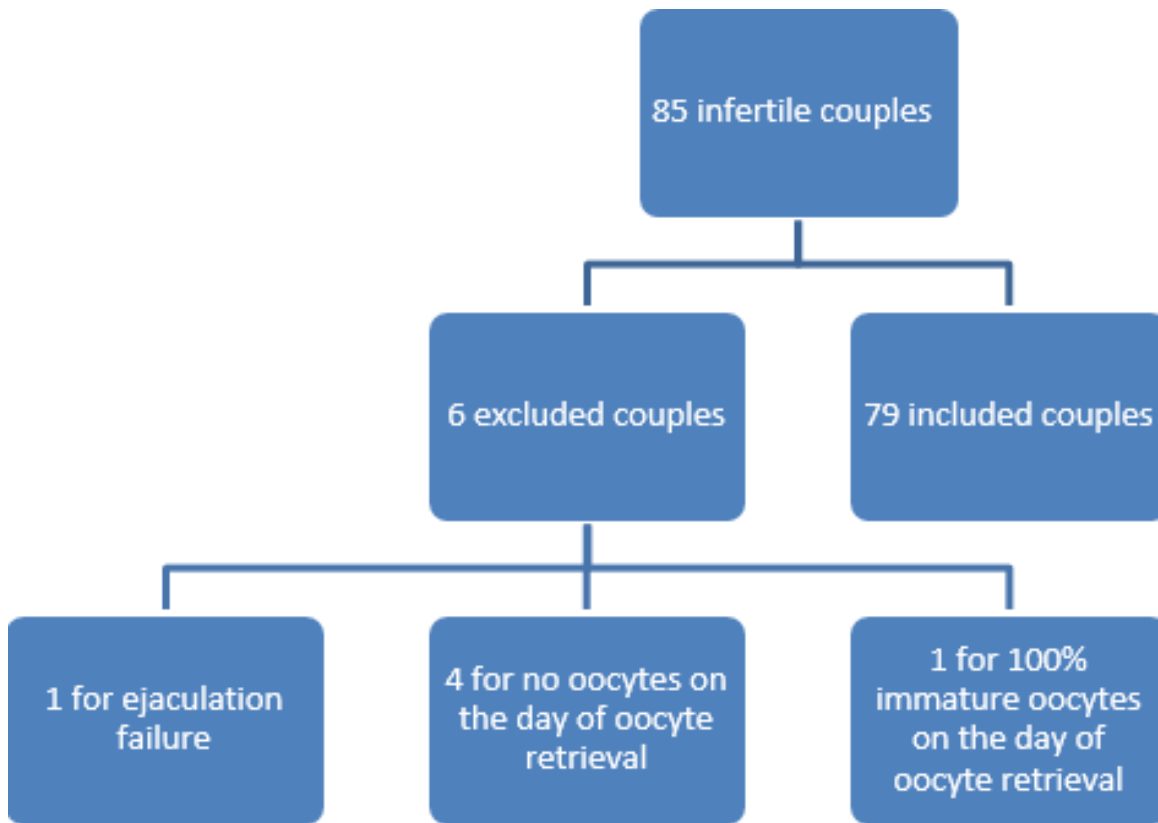 85 infertile couples
6 excluded couples
79 included couples
1 for ejaculation
failure
4 for no oocytes on
the day of oocyte
retrieval
1 for 100%
immature oocytes
on the day of
oocyte retrieval